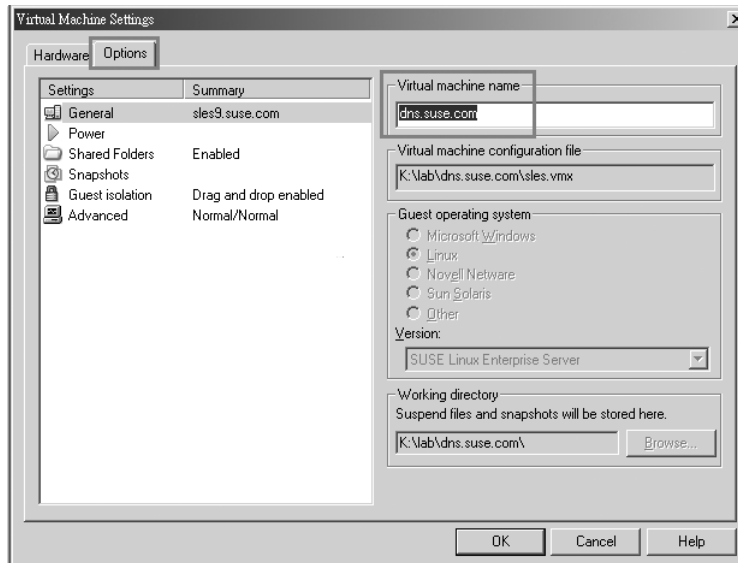 Virtual Machine Settings
Hardware Options
Settings Summary
General sles9.suse.com
Power
Shared Folders Enabled
Snapshots
Guest isolation Drag and drop enabled
Advanced Normal/Normal
Virtual machine name
dns.suse.com
Virtual machine configuration file
K:\lab\dns.suse.com\sles.vmx
Guest operating system
Microsoft Windows
Linux
Novell Netware
Sun Solaris
Other
Version:
SUSE Linux Enterprise Server
Working directory
Suspend files and snapshots will be stored here.
K:\lab\dns.suse.com\
Browse...
OK Cancel Help